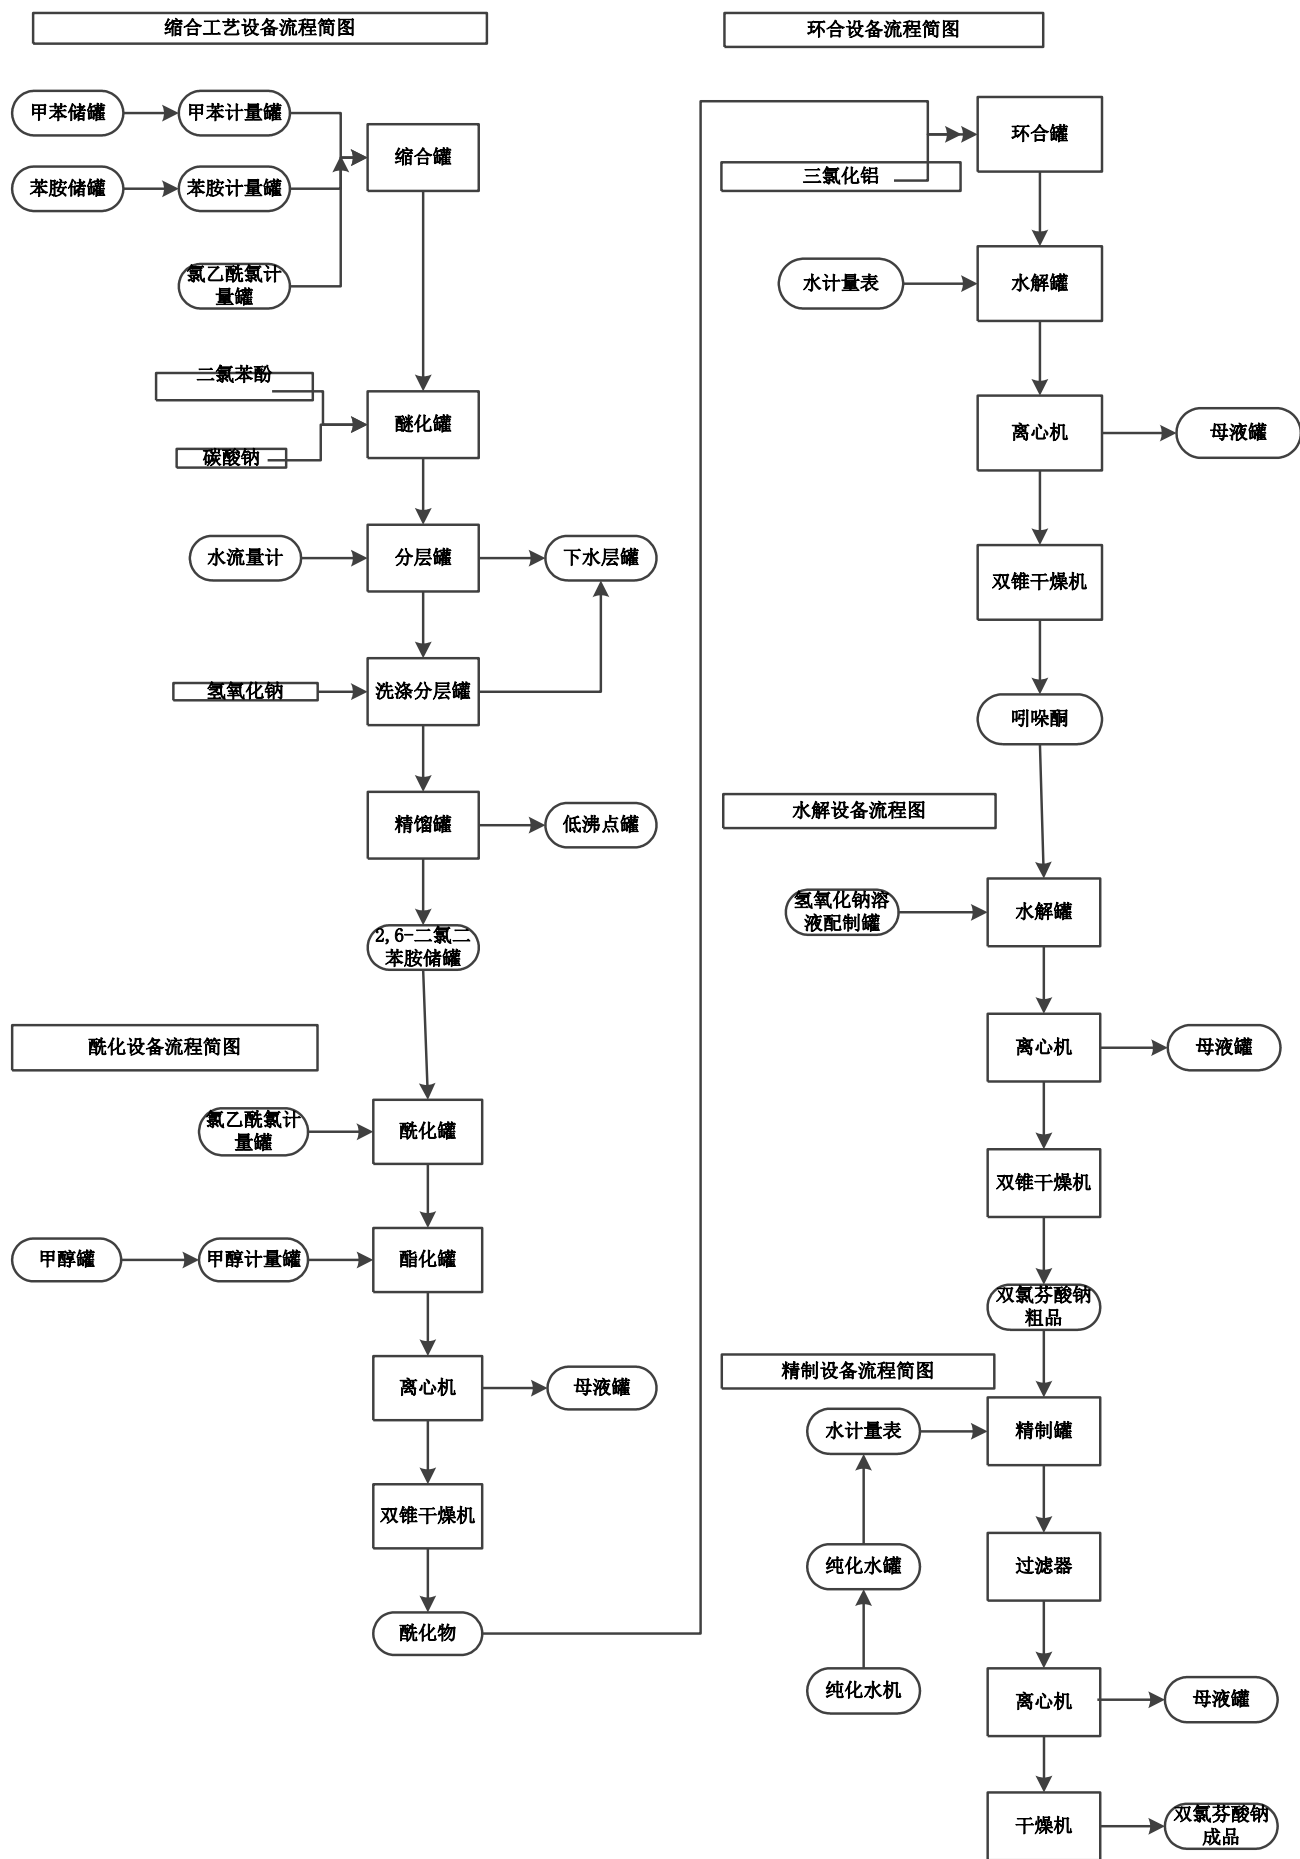 缩合工艺设备流程简图
甲苯储罐
甲苯计量罐
缩合罐
苯胺储罐
苯胺计量罐
氯乙酰氯计
量罐
二氯苯酚
醚化罐
碳酸钠
水流量计
分层罐
下水层罐
氢氧化钠
洗涤分层罐
精馏罐
低沸点罐
2,6-二氯二
苯胺储罐
酰化设备流程简图
氯乙酰氯计
量罐
酰化罐
甲醇罐
甲醇计量罐
酯化罐
离心机
母液罐
双锥干燥机
酰化物
环合设备流程简图
环合罐
三氯化铝
水计量表
水解罐
离心机
母液罐
双锥干燥机
吲哚酮
水解设备流程图
氢氧化钠溶
液配制罐
水解罐
离心机
母液罐
双锥干燥机
双氯芬酸钠
粗品
精制设备流程简图
水计量表
精制罐
纯化水罐
过滤器
纯化水机
离心机
母液罐
干燥机
双氯芬酸钠
成品